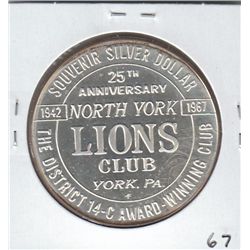 SOUVENIR SILVER DOLLAR
25TH
ANNIVERSARY
1942 NORTH YORK 1967
LIONS
CLUB
YORK, PA.
THE DISTRICT 14-C AWARD-WINNING CLUB
67